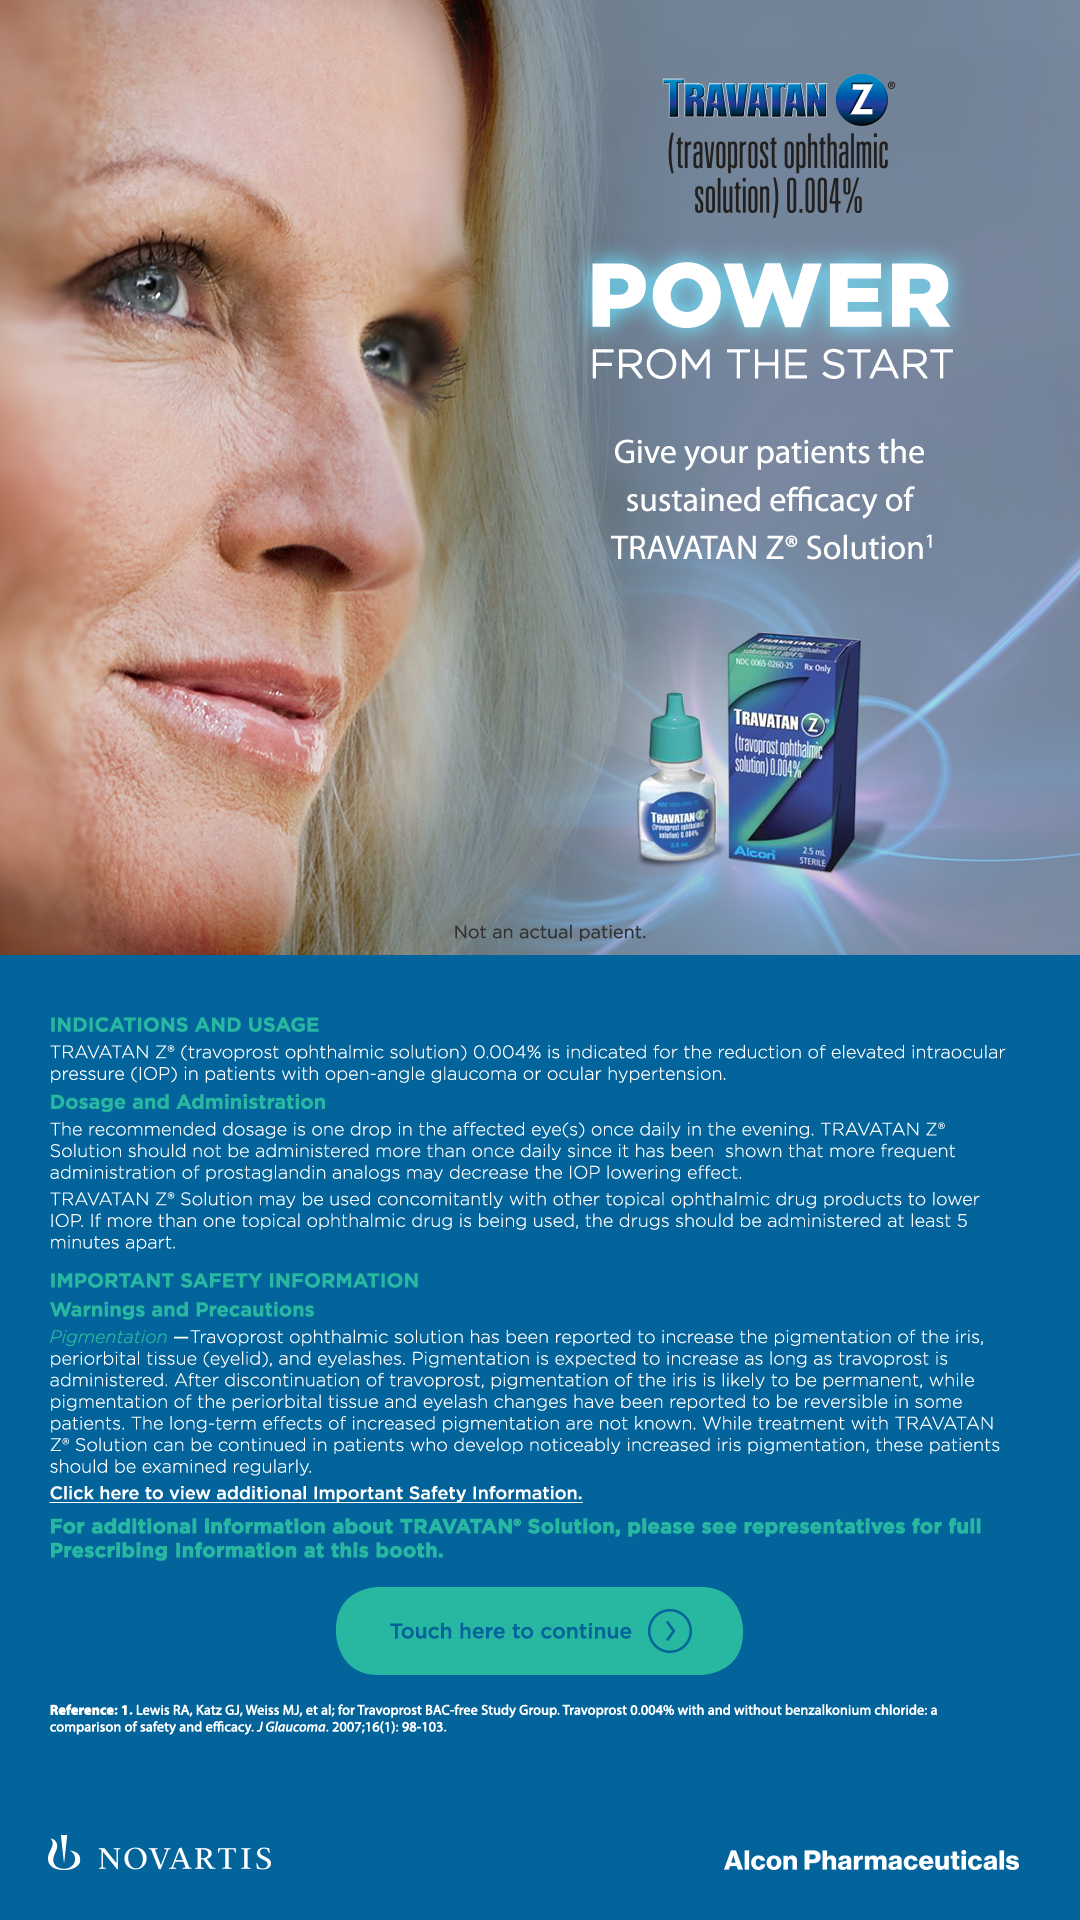 TRAVATAN Z®
(travoprost ophthalmic
solution) 0.004%
POWER
FROM THE START
Give your patients the
sustained efficacy of
TRAVATAN Z® Solution1
TRAVATAN Z
(travoprost ophthalmic
solution) 0.004%
NDC 0065-0260-25 Rx Only
TRAVATAN Z®
(travoprost ophthalmic
solution) 0.004%
Alcon
2.5 mL
STERILE
TRAVATAN Z®
(travoprost ophthalmic
solution) 0.004%
2.5 mL
Not an actual patient.
INDICATIONS AND USAGE
TRAVATAN Z® (travoprost ophthalmic solution) 0.004% is indicated for the reduction of elevated intraocular
pressure (IOP) in patients with open-angle glaucoma or ocular hypertension.
Dosage and Administration
The recommended dosage is one drop in the affected eye(s) once daily in the evening. TRAVATAN Z®
Solution should not be administered more than once daily since it has been  shown that more frequent
administration of prostaglandin analogs may decrease the IOP lowering effect.
TRAVATAN Z® Solution may be used concomitantly with other topical ophthalmic drug products to lower
IOP. If more than one topical ophthalmic drug is being used, the drugs should be administered at least 5
minutes apart.
IMPORTANT SAFETY INFORMATION
Warnings and Precautions
Pigmentation —Travoprost ophthalmic solution has been reported to increase the pigmentation of the iris,
periorbital tissue (eyelid), and eyelashes. Pigmentation is expected to increase as long as travoprost is
administered. After discontinuation of travoprost, pigmentation of the iris is likely to be permanent, while
pigmentation of the periorbital tissue and eyelash changes have been reported to be reversible in some
patients. The long-term effects of increased pigmentation are not known. While treatment with TRAVATAN
Z® Solution can be continued in patients who develop noticeably increased iris pigmentation, these patients
should be examined regularly.
Click here to view additional Important Safety Information.
For additional information about TRAVATAN® Solution, please see representatives for full
Prescribing Information at this booth.
Touch here to continue
Reference: 1. Lewis RA, Katz GJ, Weiss MJ, et al; for Travoprost BAC-free Study Group. Travoprost 0.004% with and without benzalkonium chloride: a
comparison of safety and efficacy. J Glaucoma. 2007;16(1): 98-103.
NOVARTIS
Alcon Pharmaceuticals